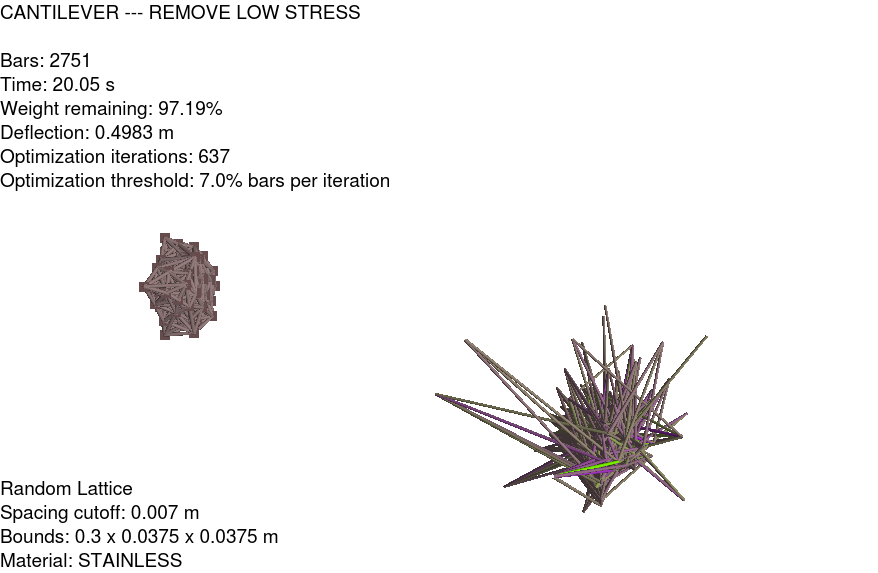 CANTILEVER --- REMOVE LOW STRESS
Bars: 2751
Time: 20.05 s
Weight remaining: 97.19%
Deflection: 0.4983 m
Optimization iterations: 637
Optimization threshold: 7.0% bars per iteration
Random Lattice
Spacing cutoff: 0.007 m
Bounds: 0.3 x 0.0375 x 0.0375 m
Material: STAINLESS